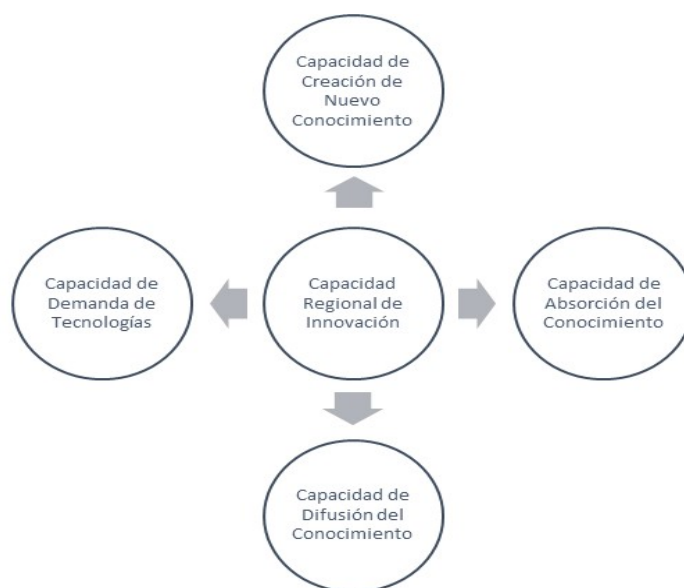 Capacidad de
Creación de
Nuevo
Conocimiento
Capacidad de
Demanda de
Tecnologías
Capacidad
Regional de
Innovación
Capacidad de
Absorción del
Conocimiento
Capacidad de
Difusión del
Conocimiento